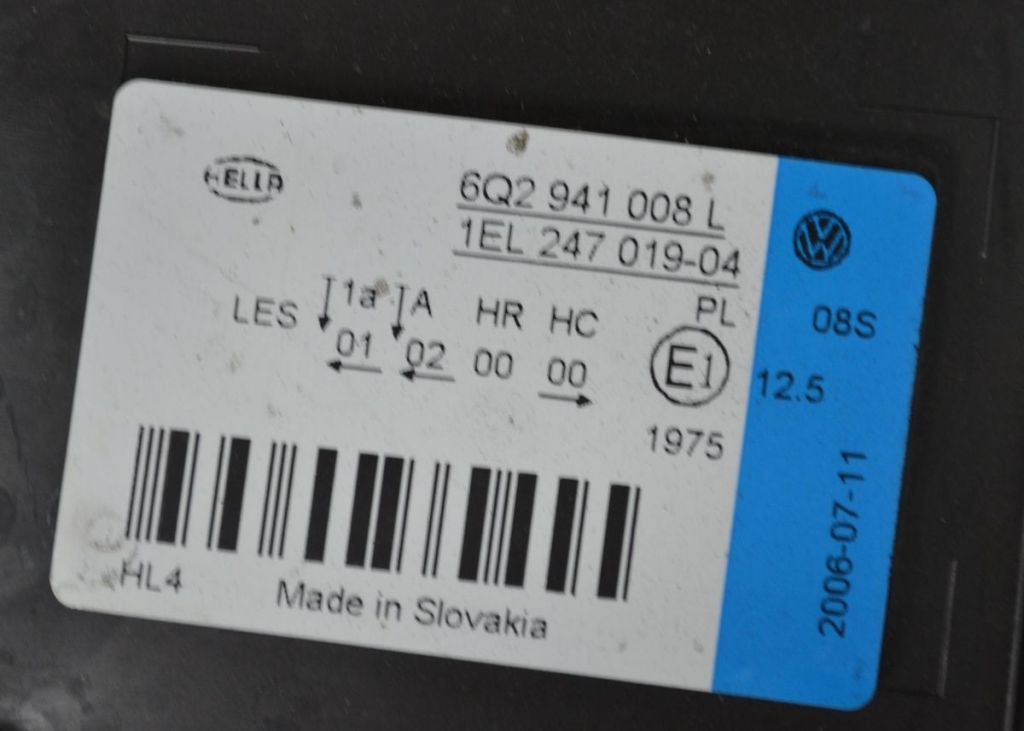 HELLA
6Q2 941 008 L
1EL 247 019-04
LES 1a A HR HC PL
01 02 00 00 E1
1975
HL4
Made in Slovakia
VW
08S
12.5
2006-07-11